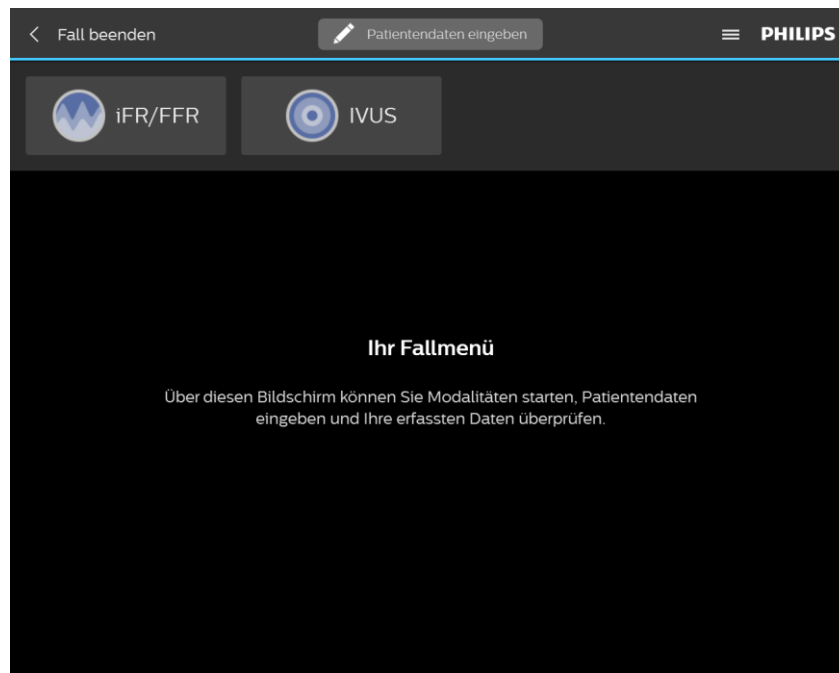 Fall beenden
Patientendaten eingeben
PHILIPS
iFR/FFR
IVUS
Ihr Fallmenü
Über diesen Bildschirm können Sie Modalitäten starten, Patientendaten
eingeben und Ihre erfassten Daten überprüfen.